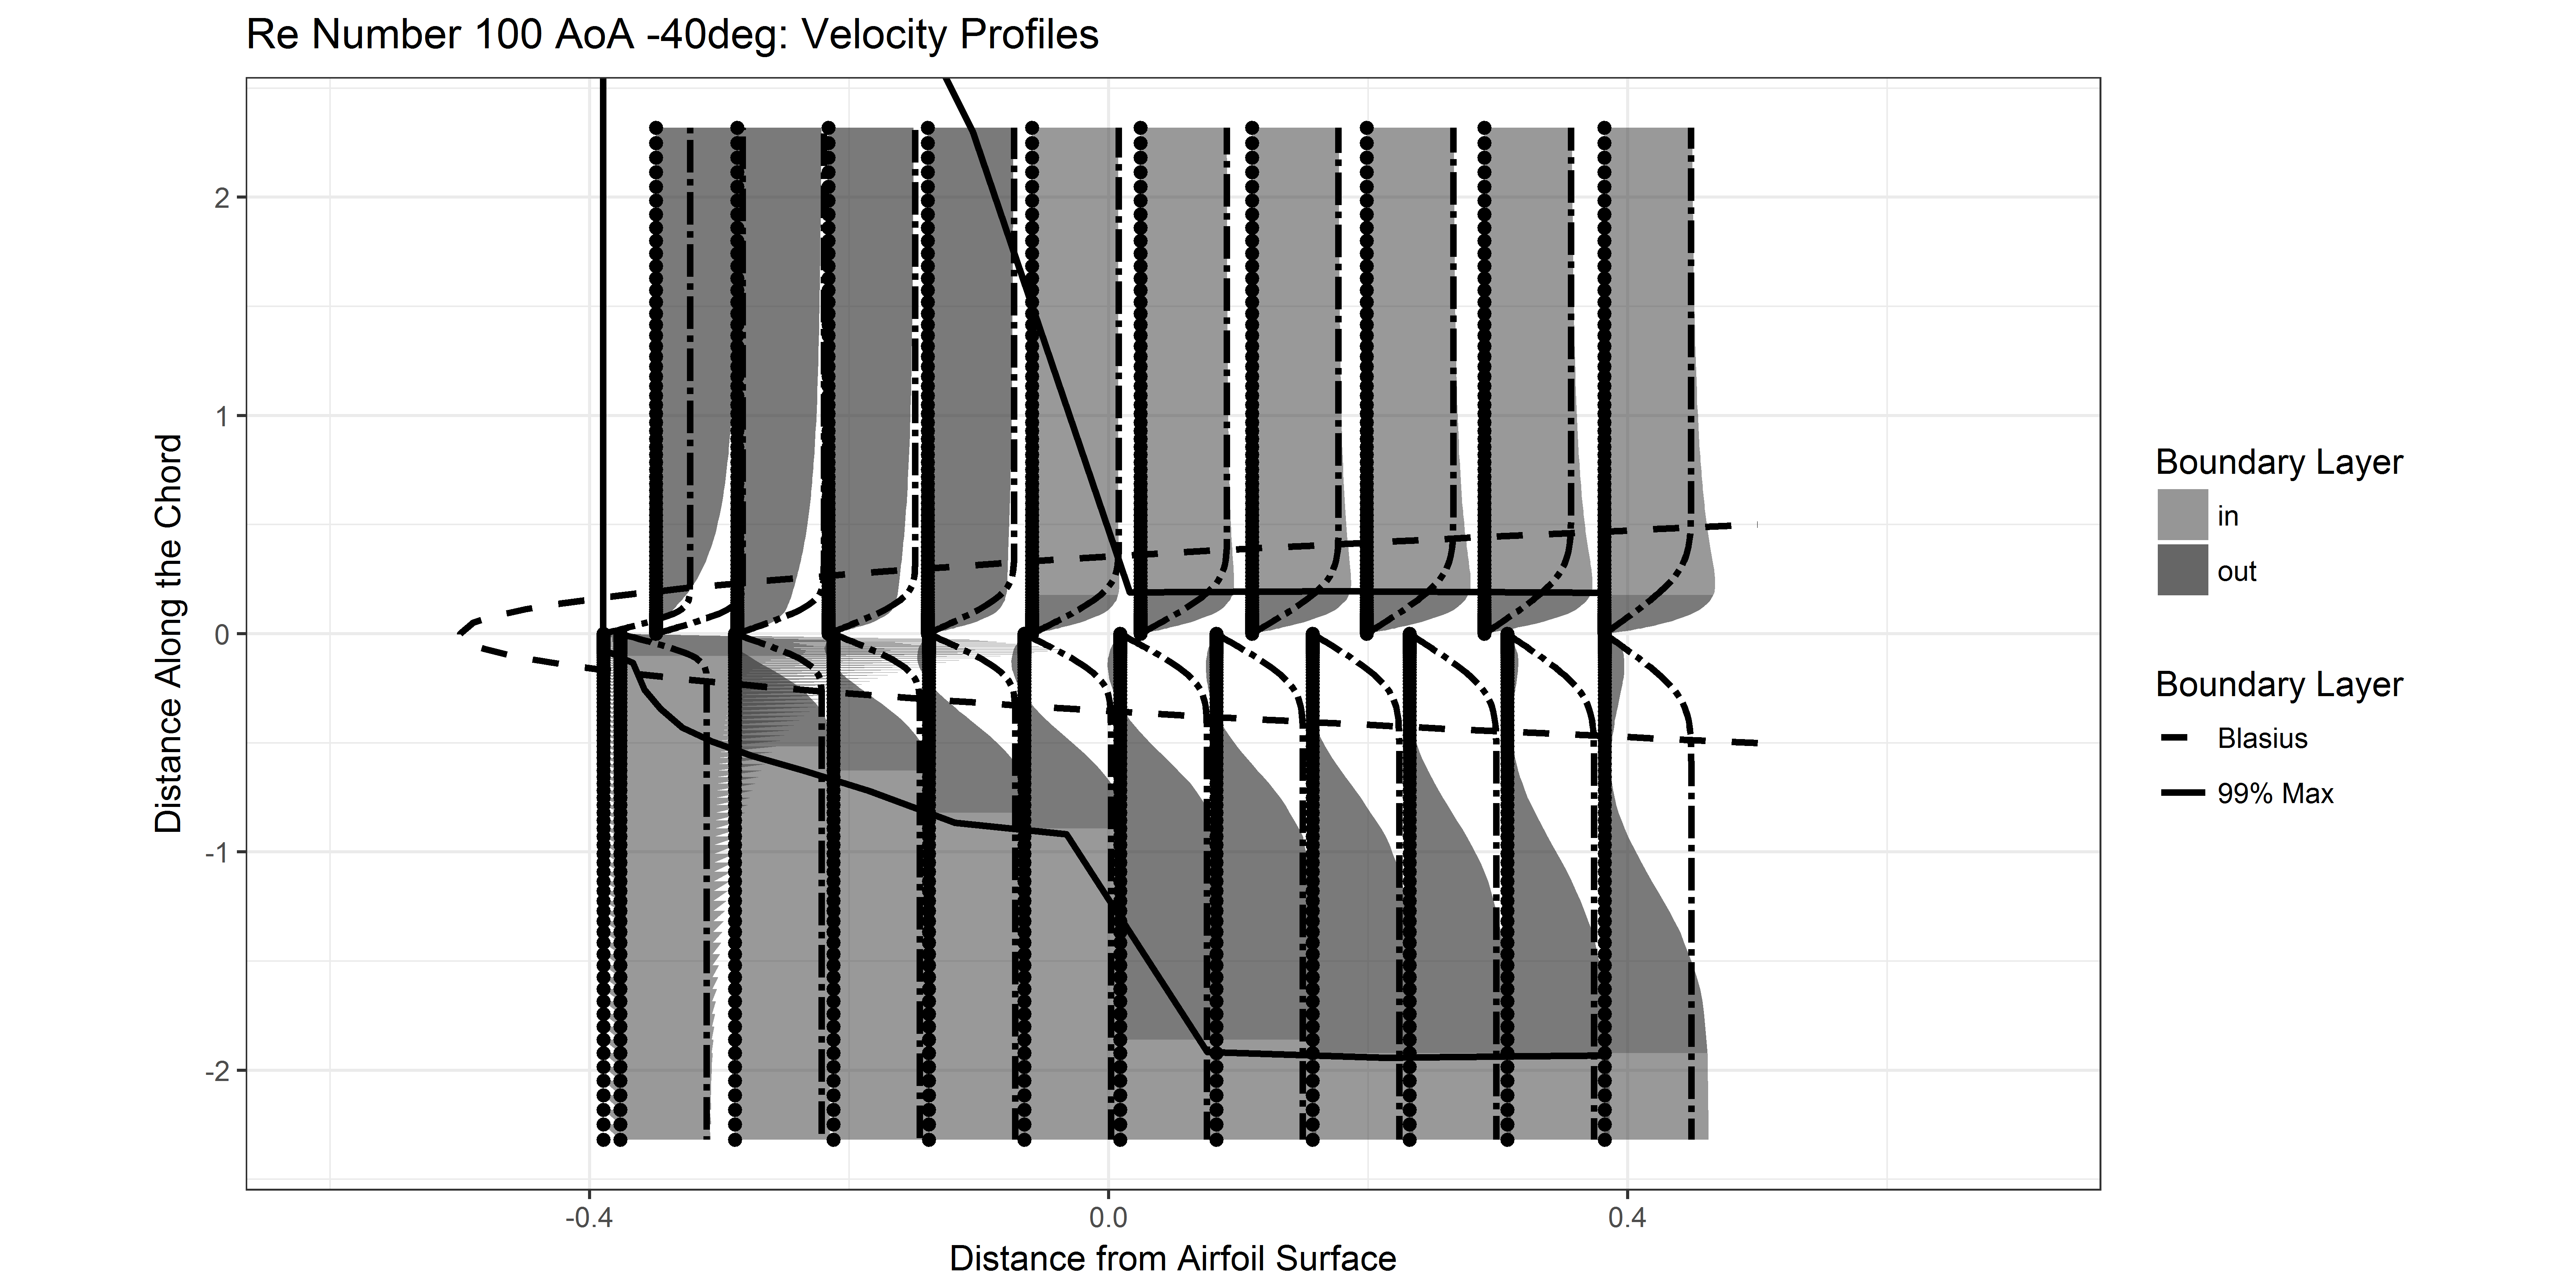 Re Number 100 AoA -40deg: Velocity Profiles
Distance Along the Chord
2
1
0
-1
-2
-0.4
0.0
0.4
Distance from Airfoil Surface
Boundary Layer
in
out
Boundary Layer
Blasius
99% Max